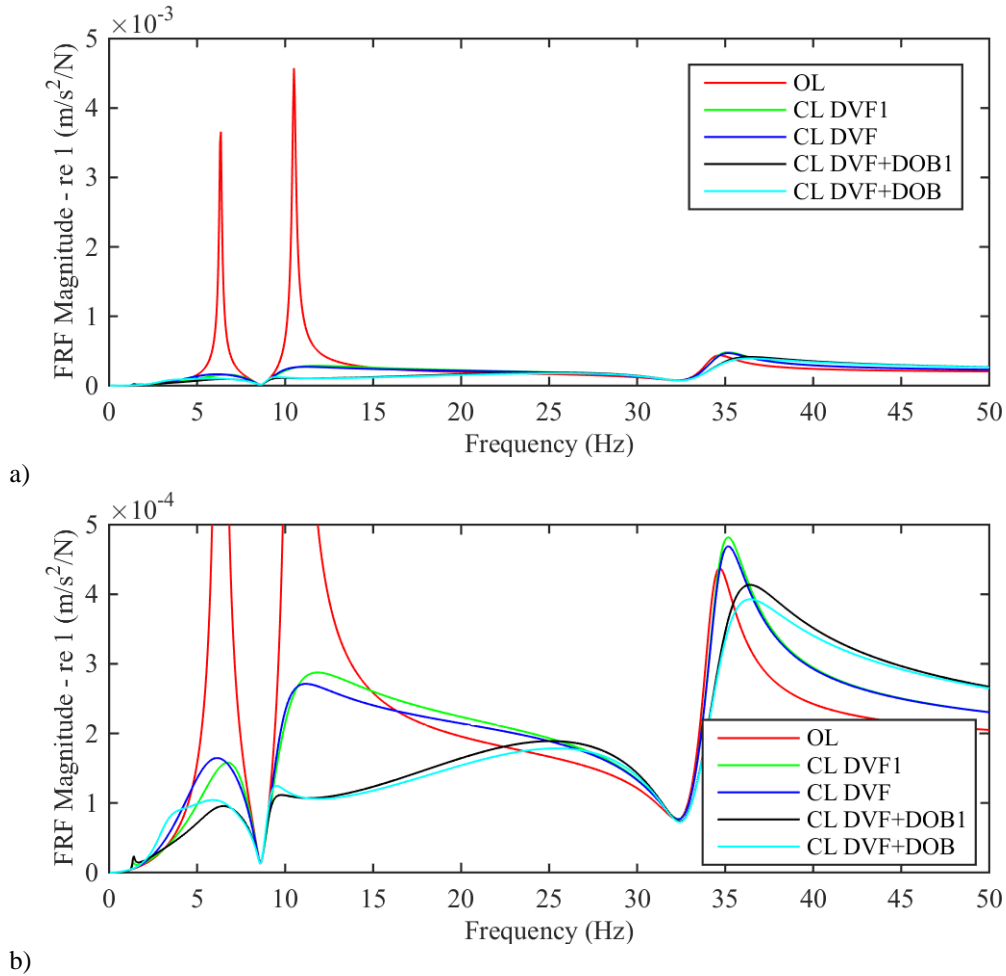 ×10⁻³
FRF Magnitude - re 1 (m/s²/N)
5
4
3
2
1
0
OL
CL DVF1
CL DVF
CL DVF+DOB1
CL DVF+DOB
0 5 10 15 20 25 30 35 40 45 50
Frequency (Hz)
a)
×10⁻⁴
FRF Magnitude - re 1 (m/s²/N)
5
4
3
2
1
0
OL
CL DVF1
CL DVF
CL DVF+DOB1
CL DVF+DOB
0 5 10 15 20 25 30 35 40 45 50
Frequency (Hz)
b)